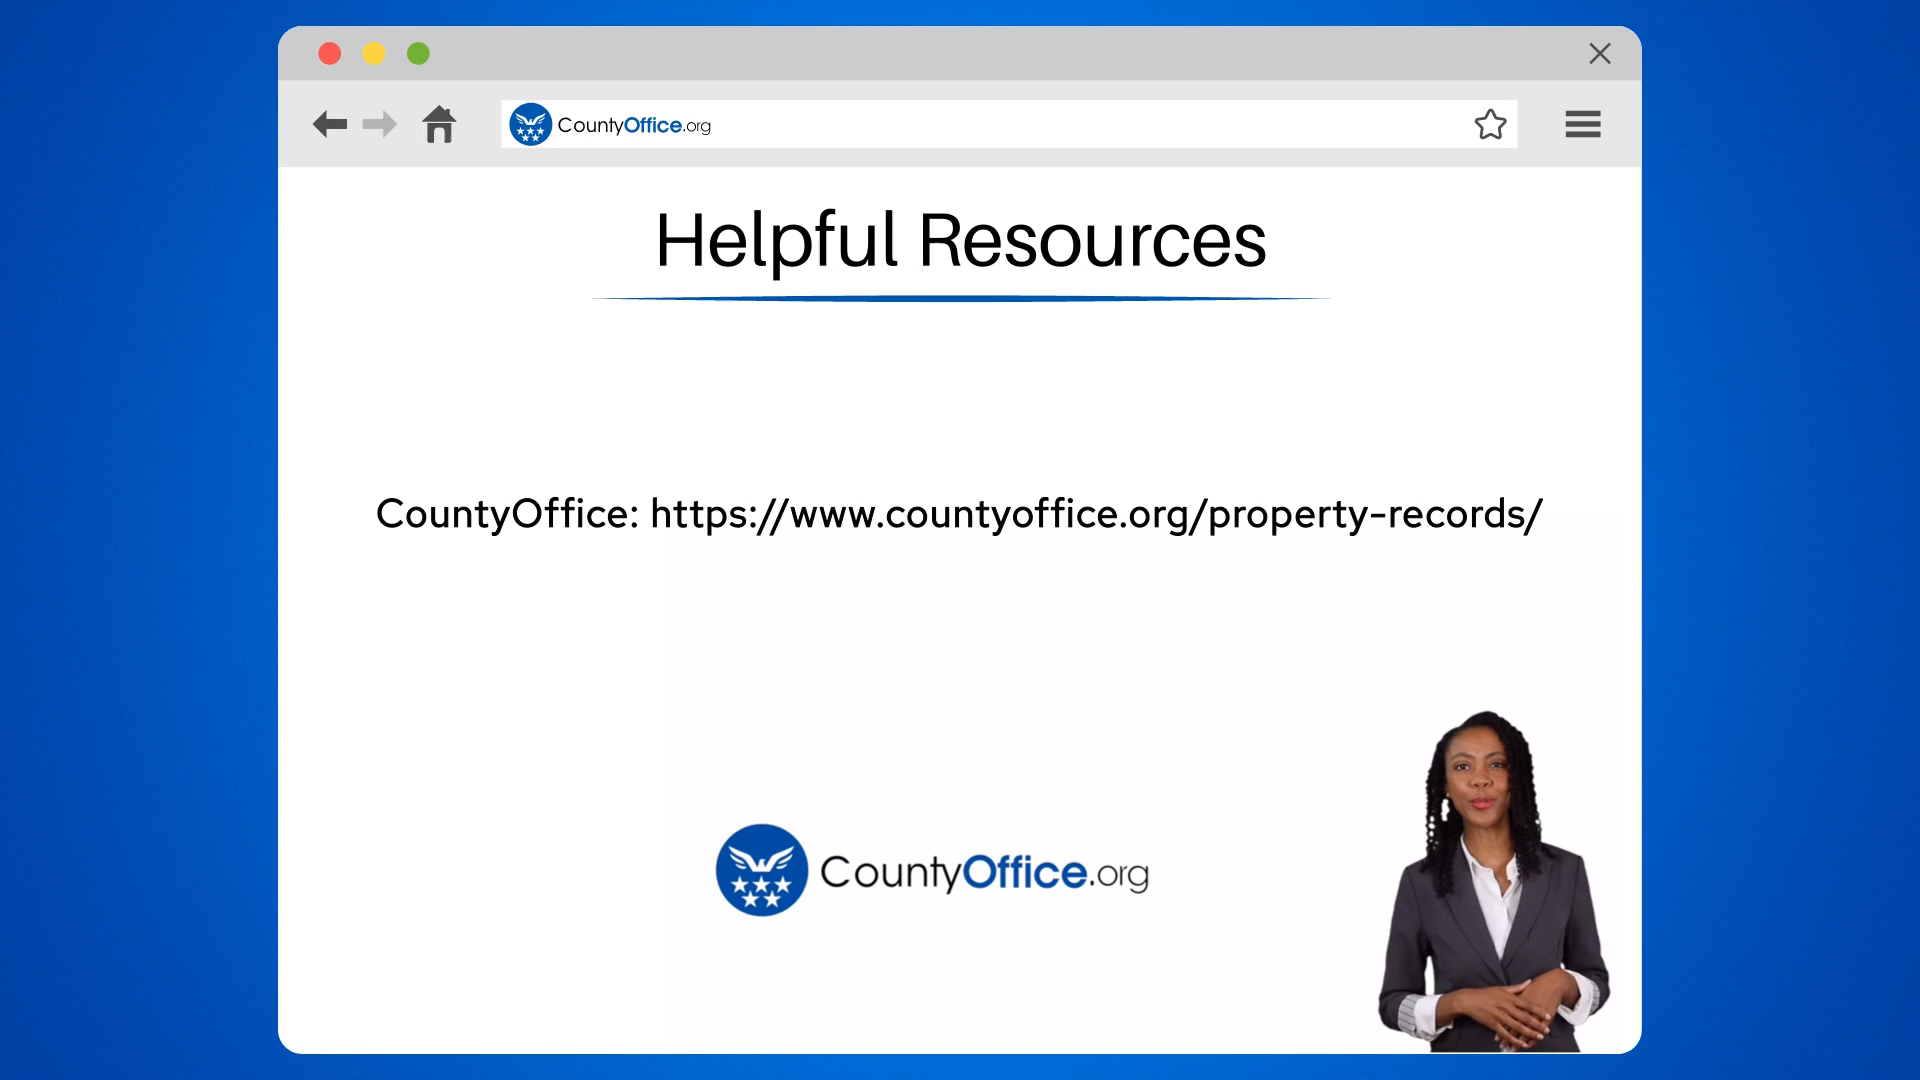 CountyOffice.org
Helpful Resources
CountyOffice: https://www.countyoffice.org/property-records/
CountyOffice.org